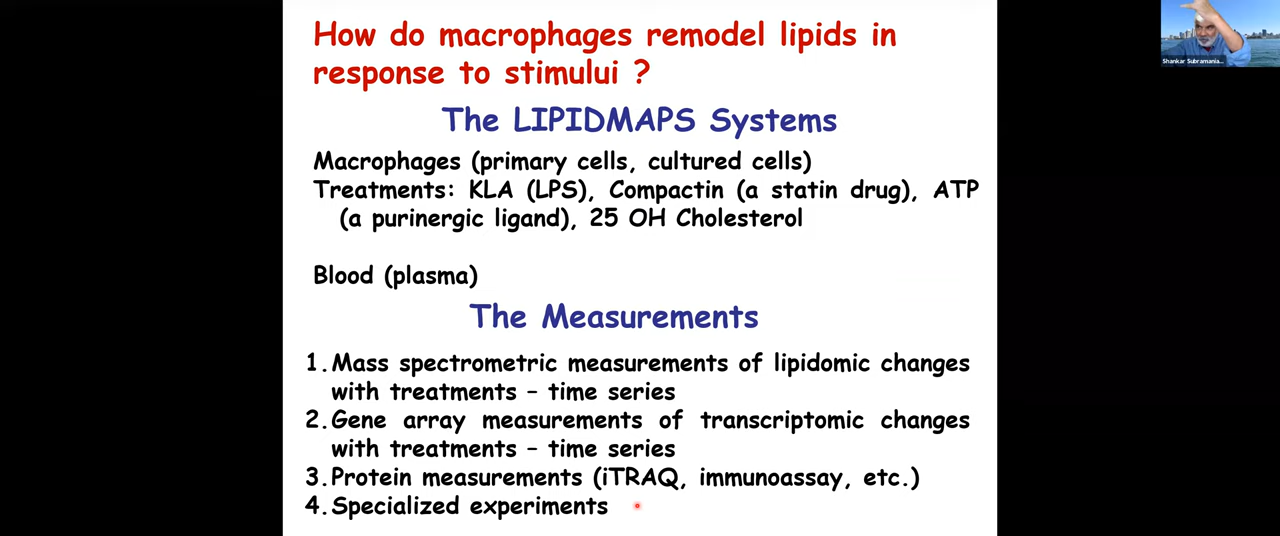 How do macrophages remodel lipids in
response to stimului ?
The LIPIDMAPS Systems
Macrophages (primary cells, cultured cells)
Treatments: KLA (LPS), Compactin (a statin drug), ATP
(a purinergic ligand), 25 OH Cholesterol
Blood (plasma)
The Measurements
1. Mass spectrometric measurements of lipidomic changes
with treatments – time series
2. Gene array measurements of transcriptomic changes
with treatments – time series
3. Protein measurements (iTRAQ, immunoassay, etc.)
4. Specialized experiments
Shankar Subramania...